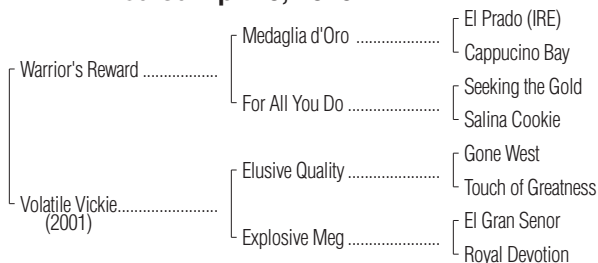 El Prado (IRE)
Medaglia d'Oro ....................
Cappucino Bay
Warrior's Reward ..................
Seeking the Gold
For All You Do ......................
Salina Cookie
Gone West
Elusive Quality ......................
Touch of Greatness
Volatile Vickie........................
(2001)
El Gran Senor
Explosive Meg ......................
Royal Devotion